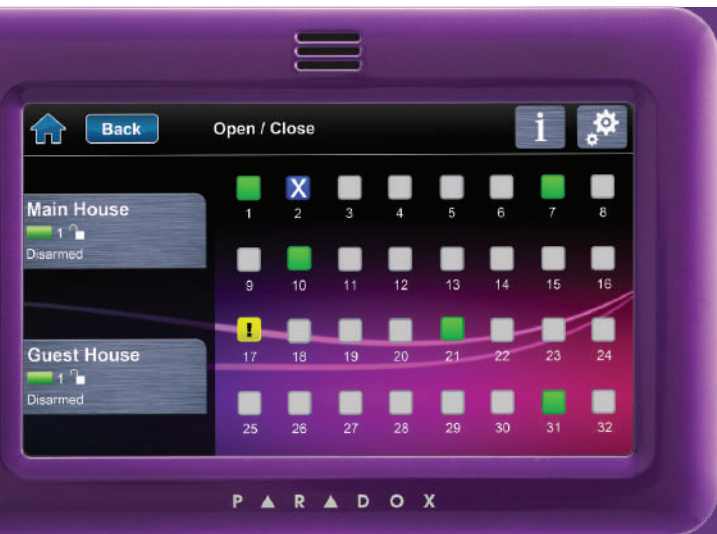 Back
Open / Close
i
Main House
1
Disarmed
X
1 2 3 4 5 6 7 8
9 10 11 12 13 14 15 16
!
17 18 19 20 21 22 23 24
Guest House
1
Disarmed
25 26 27 28 29 30 31 32
PARADOX